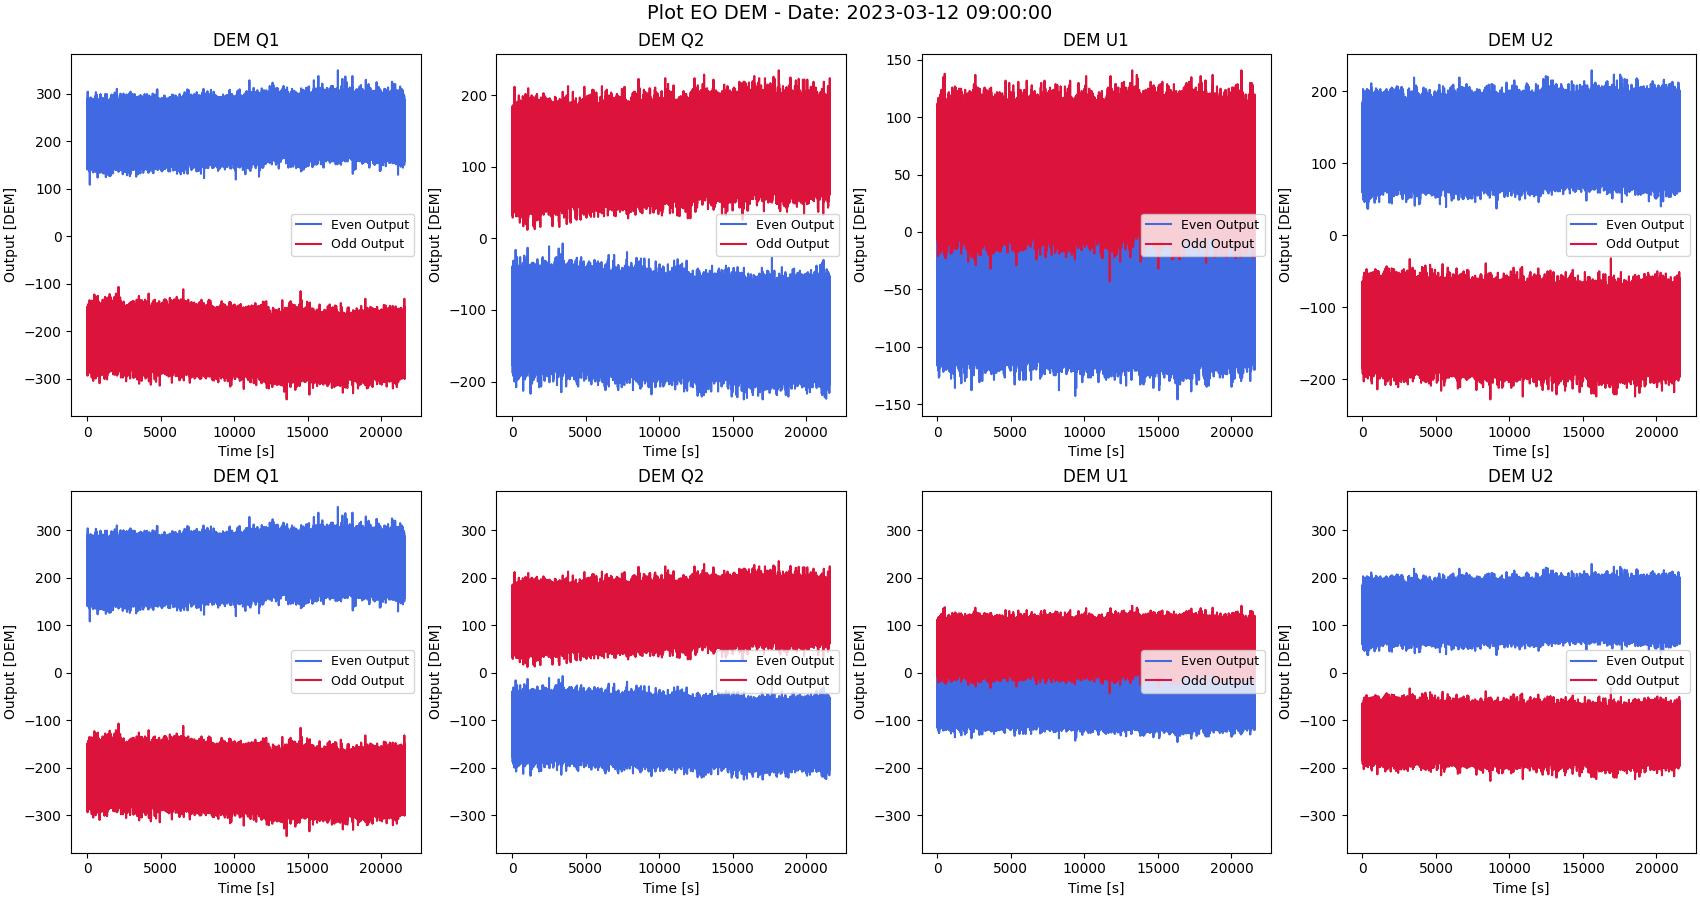 Plot EO DEM - Date: 2023-03-12 09:00:00
DEM Q1
Output [DEM]
300
200
100
0
−100
−200
−300
Even Output
Odd Output
0 5000 10000 15000 20000
Time [s]
DEM Q2
Output [DEM]
200
100
0
−100
−200
Even Output
Odd Output
0 5000 10000 15000 20000
Time [s]
DEM U1
Output [DEM]
150
100
50
0
−50
−100
−150
Even Output
Odd Output
0 5000 10000 15000 20000
Time [s]
DEM U2
Output [DEM]
200
100
0
−100
−200
Even Output
Odd Output
0 5000 10000 15000 20000
Time [s]
DEM Q1
Output [DEM]
300
200
100
0
−100
−200
−300
Even Output
Odd Output
0 5000 10000 15000 20000
Time [s]
DEM Q2
Output [DEM]
300
200
100
0
−100
−200
−300
Even Output
Odd Output
0 5000 10000 15000 20000
Time [s]
DEM U1
Output [DEM]
300
200
100
0
−100
−200
−300
Even Output
Odd Output
0 5000 10000 15000 20000
Time [s]
DEM U2
Output [DEM]
300
200
100
0
−100
−200
−300
Even Output
Odd Output
0 5000 10000 15000 20000
Time [s]